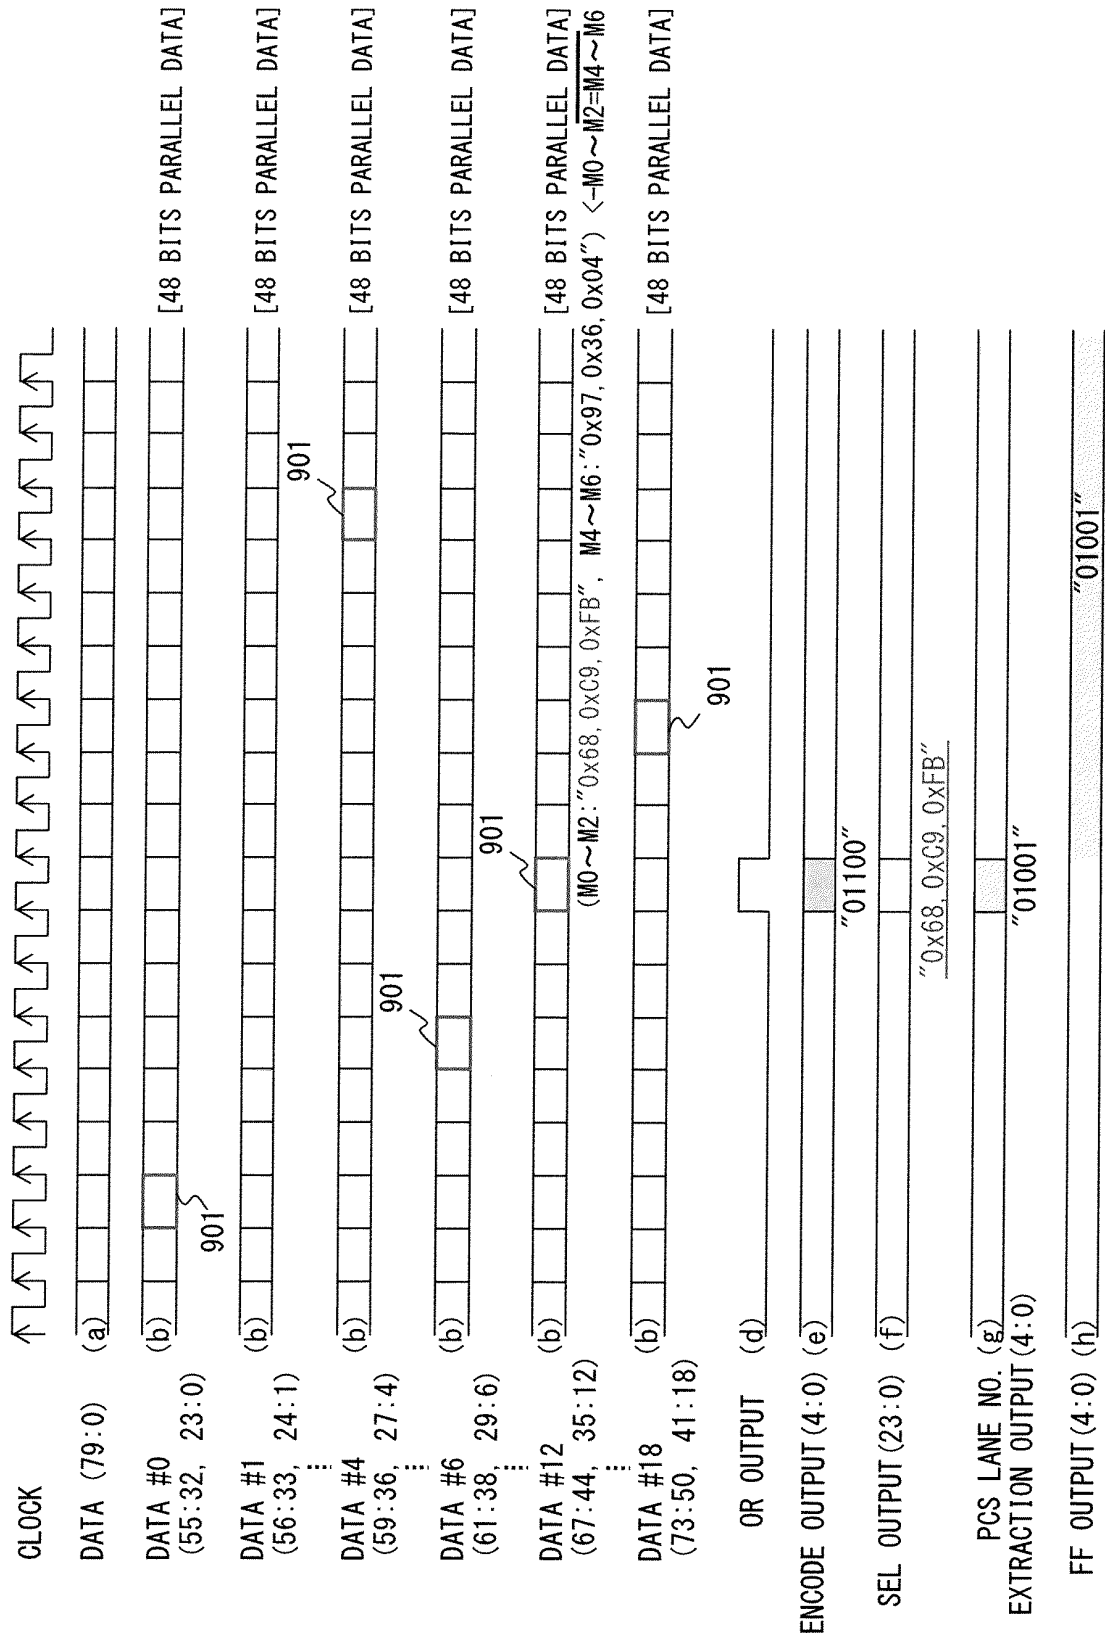 CLOCK
DATA (79:0) (a)
DATA #0
(55:32, 23:0) (b) [48 BITS PARALLEL DATA]
901
DATA #1
(56:33, 24:1) (b) [48 BITS PARALLEL DATA]
DATA #4
(59:36, 27:4) (b) [48 BITS PARALLEL DATA]
901
DATA #6
(61:38, 29:6) (b) [48 BITS PARALLEL DATA]
901
DATA #12
(67:44, 35:12) (b) [48 BITS PARALLEL DATA]
901
(M0~M2:"0x68, 0xC9, 0xFB", M4~M6:"0x97, 0x36, 0x04") <-M0~M2=M4~M6
DATA #18
(73:50, 41:18) (b) [48 BITS PARALLEL DATA]
901
OR OUTPUT (d)
ENCODE OUTPUT(4:0) (e)
"01100"
SEL OUTPUT(23:0) (f)
"0x68, 0xC9, 0xFB"
PCS LANE NO. (g)
EXTRACTION OUTPUT(4:0)
"01001"
FF OUTPUT(4:0) (h)
"01001"